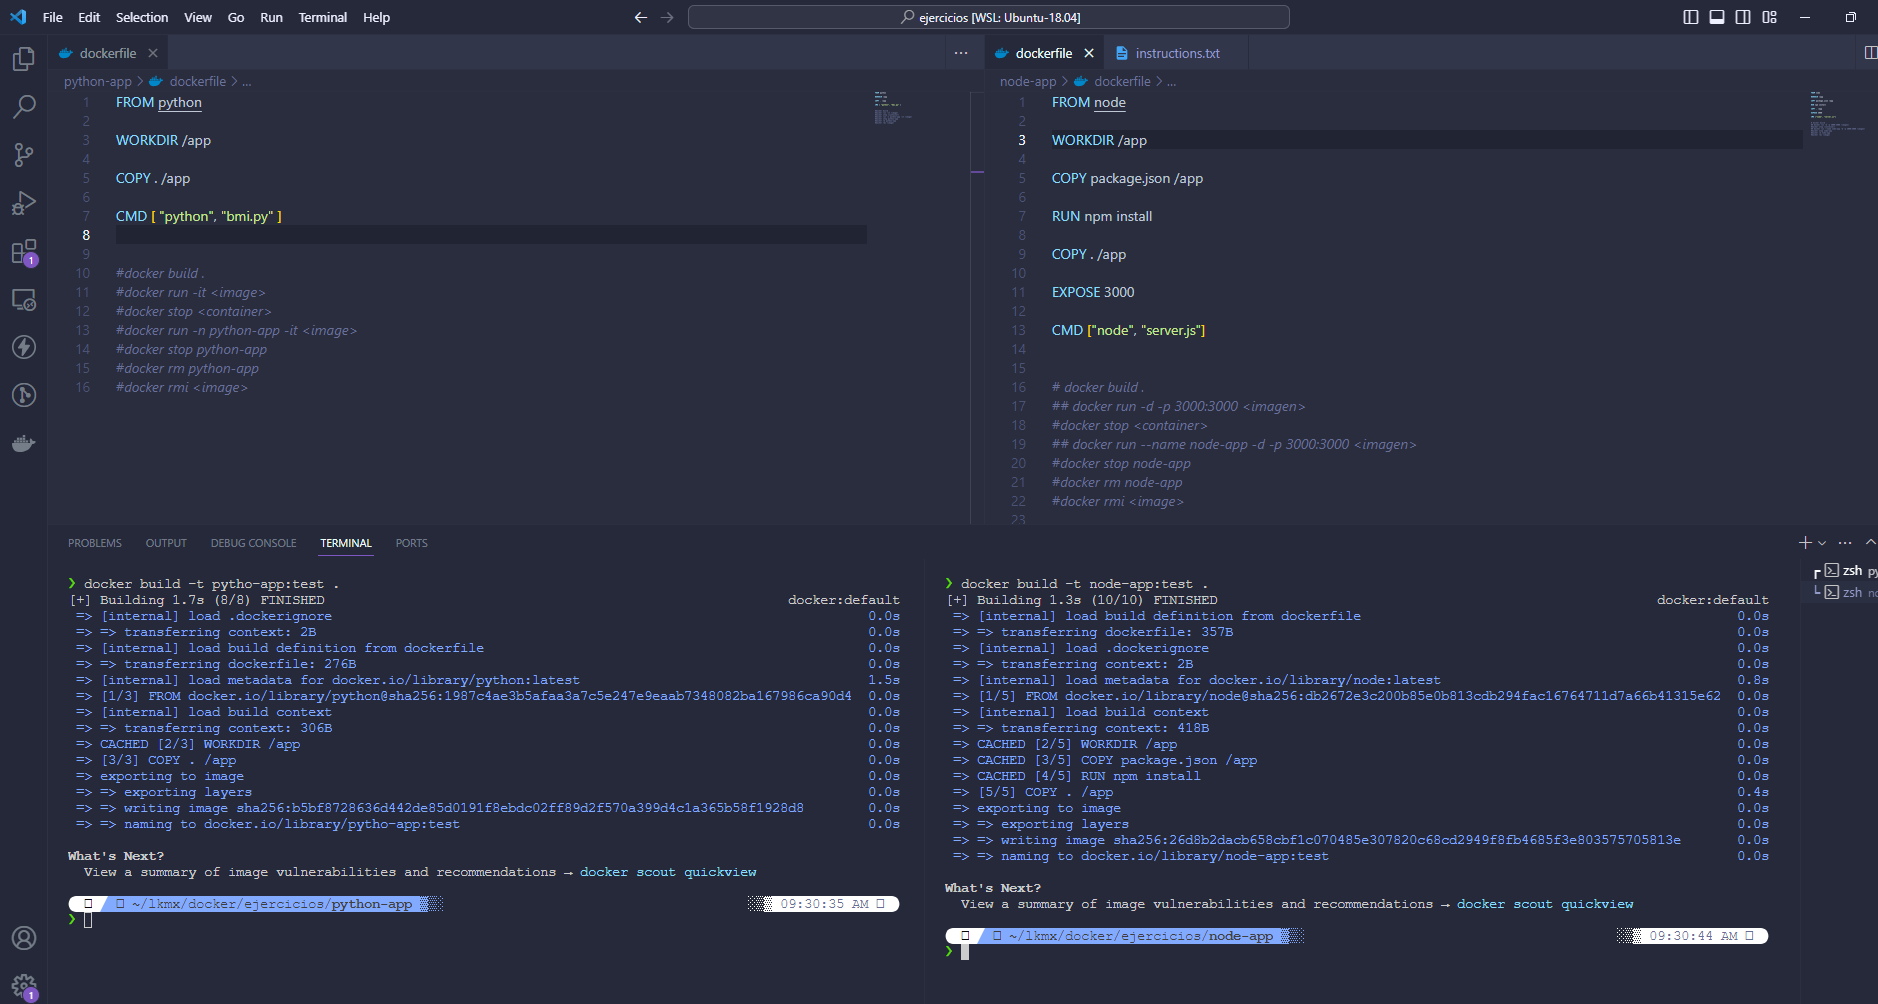 File Edit Selection View Go Run Terminal Help
ejercicios [WSL: Ubuntu-18.04]
dockerfile
python-app > dockerfile > ...
1 FROM python
2
3 WORKDIR /app
4
5 COPY . /app
6
7 CMD [ "python", "bmi.py" ]
8
9
10 #docker build .
11 #docker run -it <image>
12 #docker stop <container>
13 #docker run -n python-app -it <image>
14 #docker stop python-app
15 #docker rm python-app
16 #docker rmi <image>
dockerfile instructions.txt
node-app > dockerfile > ...
1 FROM node
2
3 WORKDIR /app
4
5 COPY package.json /app
6
7 RUN npm install
8
9 COPY . /app
10
11 EXPOSE 3000
12
13 CMD ["node", "server.js"]
14
15
16 # docker build .
17 ## docker run -d -p 3000:3000 <imagen>
18 #docker stop <container>
19 ## docker run --name node-app -d -p 3000:3000 <imagen>
20 #docker stop node-app
21 #docker rm node-app
22 #docker rmi <image>
23
PROBLEMS OUTPUT DEBUG CONSOLE TERMINAL PORTS
❯ docker build -t pytho-app:test .
[+] Building 1.7s (8/8) FINISHED docker:default
=> [internal] load .dockerignore 0.0s
=> => transferring context: 2B 0.0s
=> [internal] load build definition from dockerfile 0.0s
=> => transferring dockerfile: 276B 0.0s
=> [internal] load metadata for docker.io/library/python:latest 1.5s
=> [1/3] FROM docker.io/library/python@sha256:1987c4ae3b5afaa3a7c5e247e9eaab7348082ba167986ca90d4 0.0s
=> [internal] load build context 0.0s
=> => transferring context: 306B 0.0s
=> CACHED [2/3] WORKDIR /app 0.0s
=> [3/3] COPY . /app 0.0s
=> exporting to image 0.0s
=> => exporting layers 0.0s
=> => writing image sha256:b5bf8728636d442de85d0191f8ebdc02ff89d2f570a399d4c1a365b58f1928d8 0.0s
=> => naming to docker.io/library/pytho-app:test 0.0s
What's Next?
View a summary of image vulnerabilities and recommendations → docker scout quickview
~/lkmx/docker/ejercicios/python-app 09:30:35 AM
❯
❯ docker build -t node-app:test .
[+] Building 1.3s (10/10) FINISHED docker:default
=> [internal] load build definition from dockerfile 0.0s
=> => transferring dockerfile: 357B 0.0s
=> [internal] load .dockerignore 0.0s
=> => transferring context: 2B 0.0s
=> [internal] load metadata for docker.io/library/node:latest 0.8s
=> [1/5] FROM docker.io/library/node@sha256:db2672e3c200b85e0b813cdb294fac16764711d7a66b41315e62 0.0s
=> [internal] load build context 0.0s
=> => transferring context: 418B 0.0s
=> CACHED [2/5] WORKDIR /app 0.0s
=> CACHED [3/5] COPY package.json /app 0.0s
=> CACHED [4/5] RUN npm install 0.0s
=> [5/5] COPY . /app 0.4s
=> exporting to image 0.0s
=> => exporting layers 0.0s
=> => writing image sha256:26d8b2dacb658cbf1c070485e307820c68cd2949f8fb4685f3e803575705813e 0.0s
=> => naming to docker.io/library/node-app:test 0.0s
What's Next?
View a summary of image vulnerabilities and recommendations → docker scout quickview
~/lkmx/docker/ejercicios/node-app 09:30:44 AM
❯
zsh py
zsh no
1
1